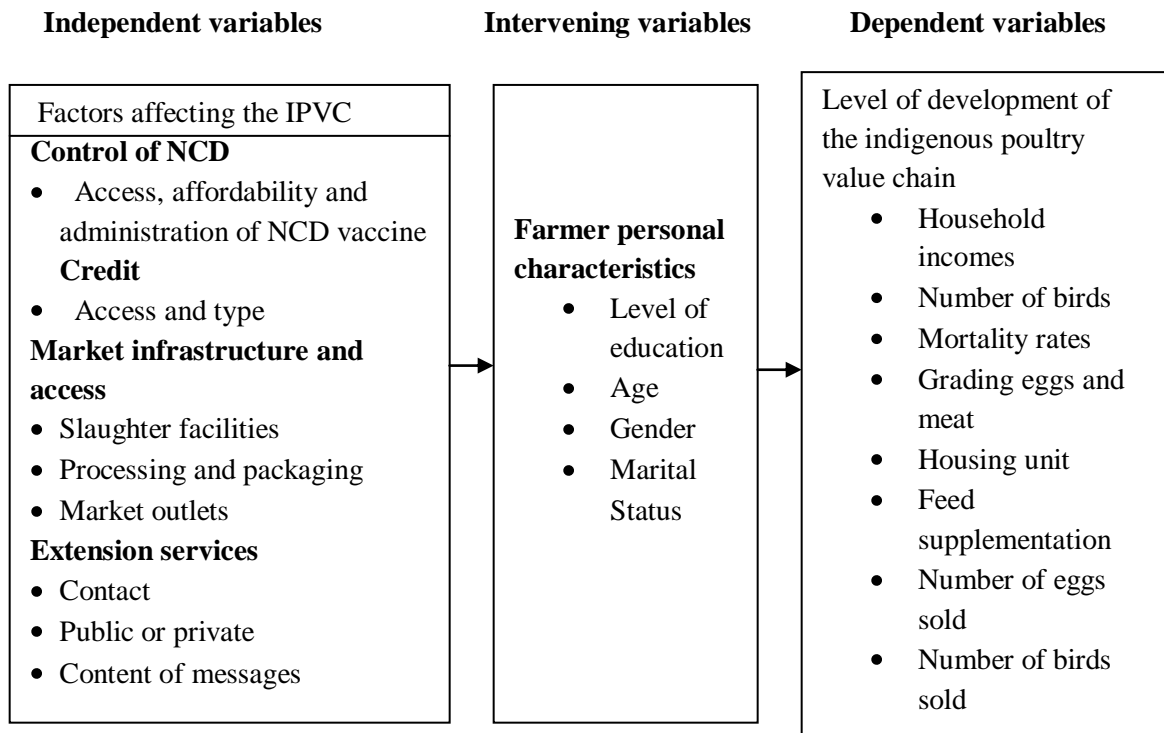 Independent variables
Intervening variables
Dependent variables
Factors affecting the IPVC
Control of NCD
• Access, affordability and
administration of NCD vaccine
Credit
• Access and type
Market infrastructure and
access
• Slaughter facilities
• Processing and packaging
• Market outlets
Extension services
• Contact
• Public or private
• Content of messages
Farmer personal
characteristics
• Level of
education
• Age
• Gender
• Marital
Status
Level of development of
the indigenous poultry
value chain
• Household
incomes
• Number of birds
• Mortality rates
• Grading eggs and
meat
• Housing unit
• Feed
supplementation
• Number of eggs
sold
• Number of birds
sold